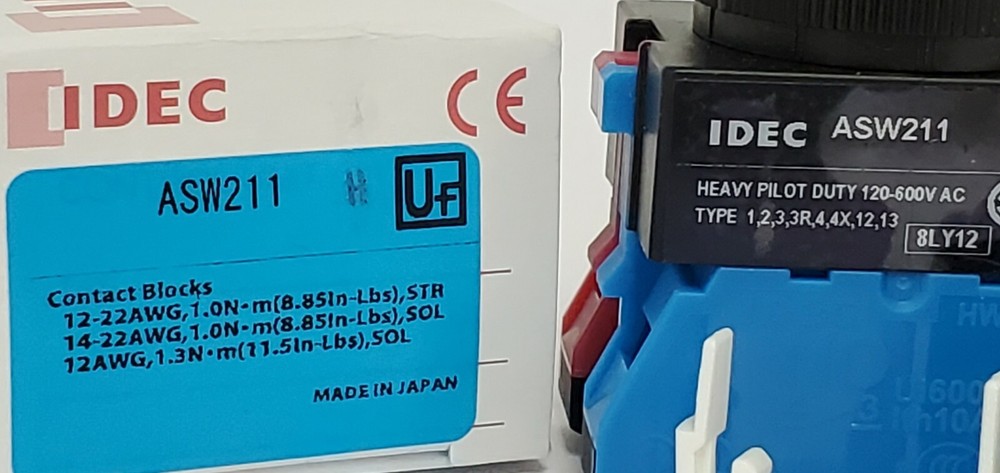 IDEC
CE
ASW211
UF
Contact Blocks
12-22AWG,1.0N·m(8.85In-Lbs),STR
14-22AWG,1.0N·m(8.85In-Lbs),SOL
12AWG,1.3N·m(11.5In-Lbs),SOL
MADE IN JAPAN
IDEC ASW211
HEAVY PILOT DUTY 120-600V AC
TYPE 1,2,3,3R,4,4X,12,13
8LY12
HW
3